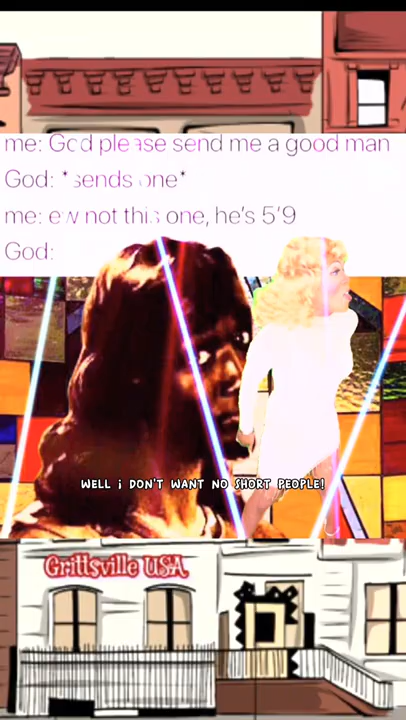 me: God please send me a good man
God: *sends one*
me: ew not this one, he's 5'9
God:
WELL i DON'T WANT NO SHORT PEOPLE!
Grittsville USA